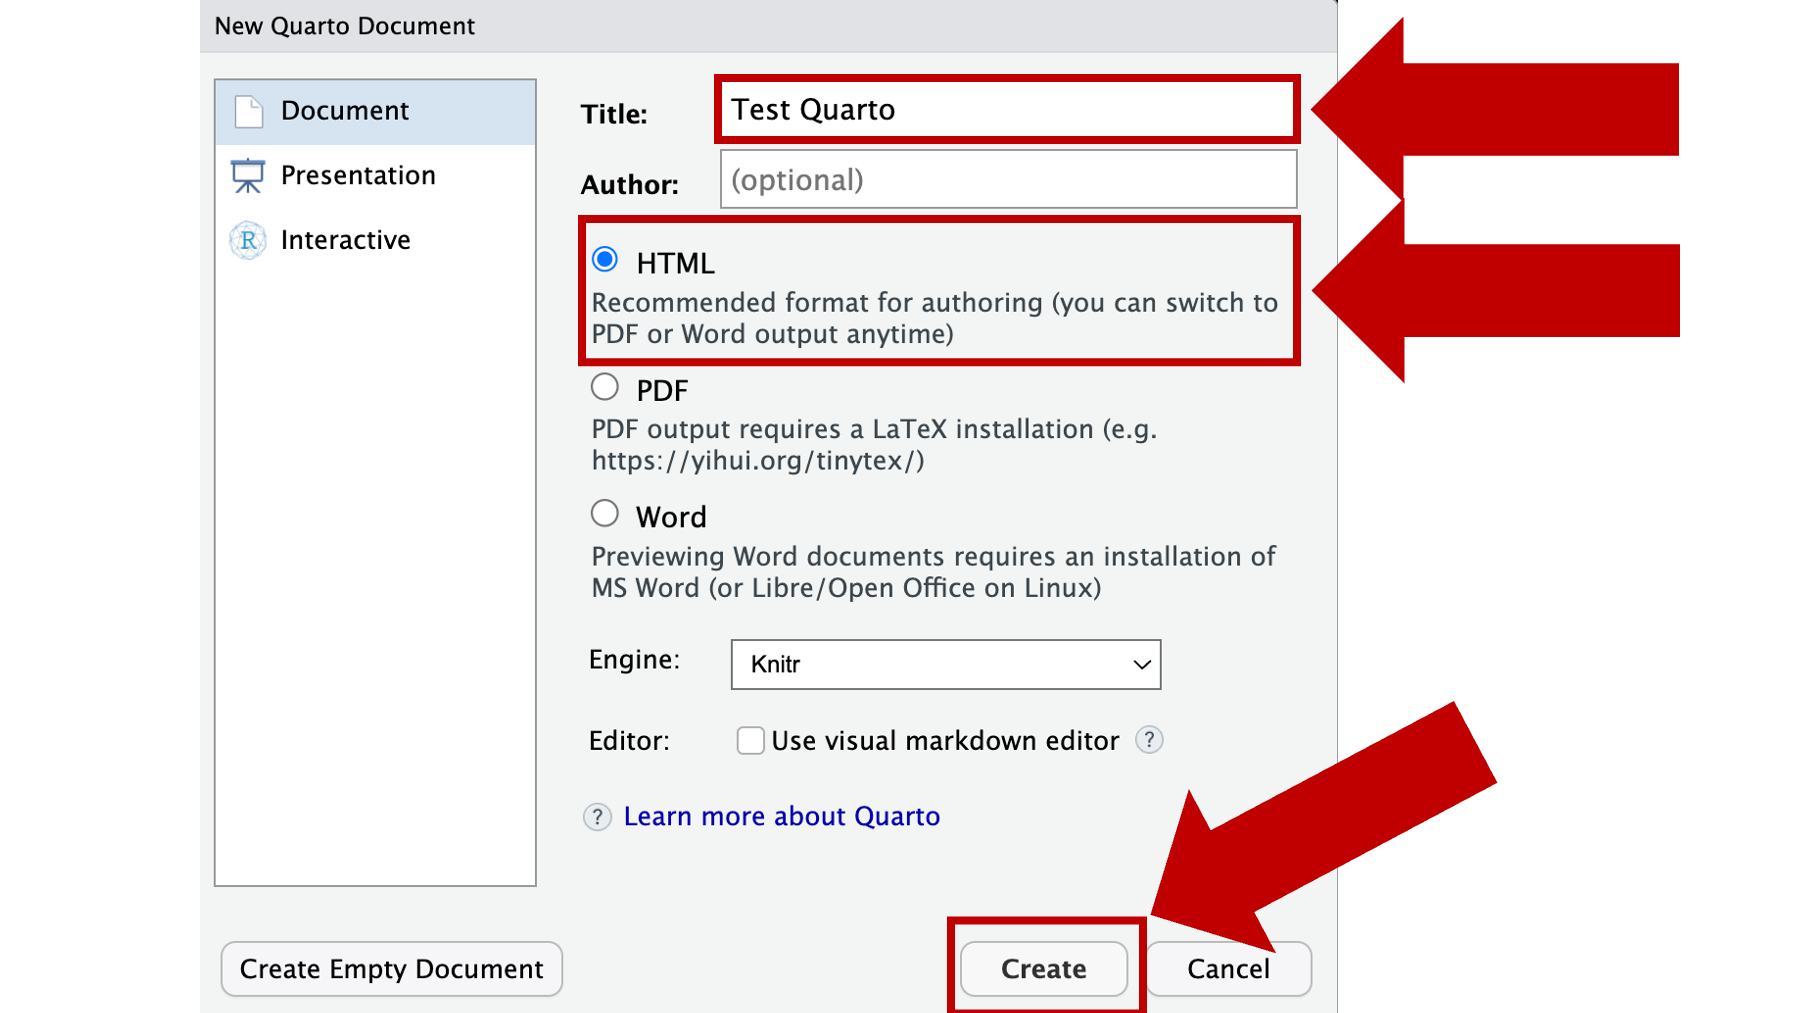 New Quarto Document
Document
Presentation
R Interactive
Title: Test Quarto
Author: (optional)
HTML
Recommended format for authoring (you can switch to
PDF or Word output anytime)
PDF
PDF output requires a LaTeX installation (e.g.
https://yihui.org/tinytex/)
Word
Previewing Word documents requires an installation of
MS Word (or Libre/Open Office on Linux)
Engine: Knitr
Editor: Use visual markdown editor ?
? Learn more about Quarto
Create Empty Document
Create
Cancel